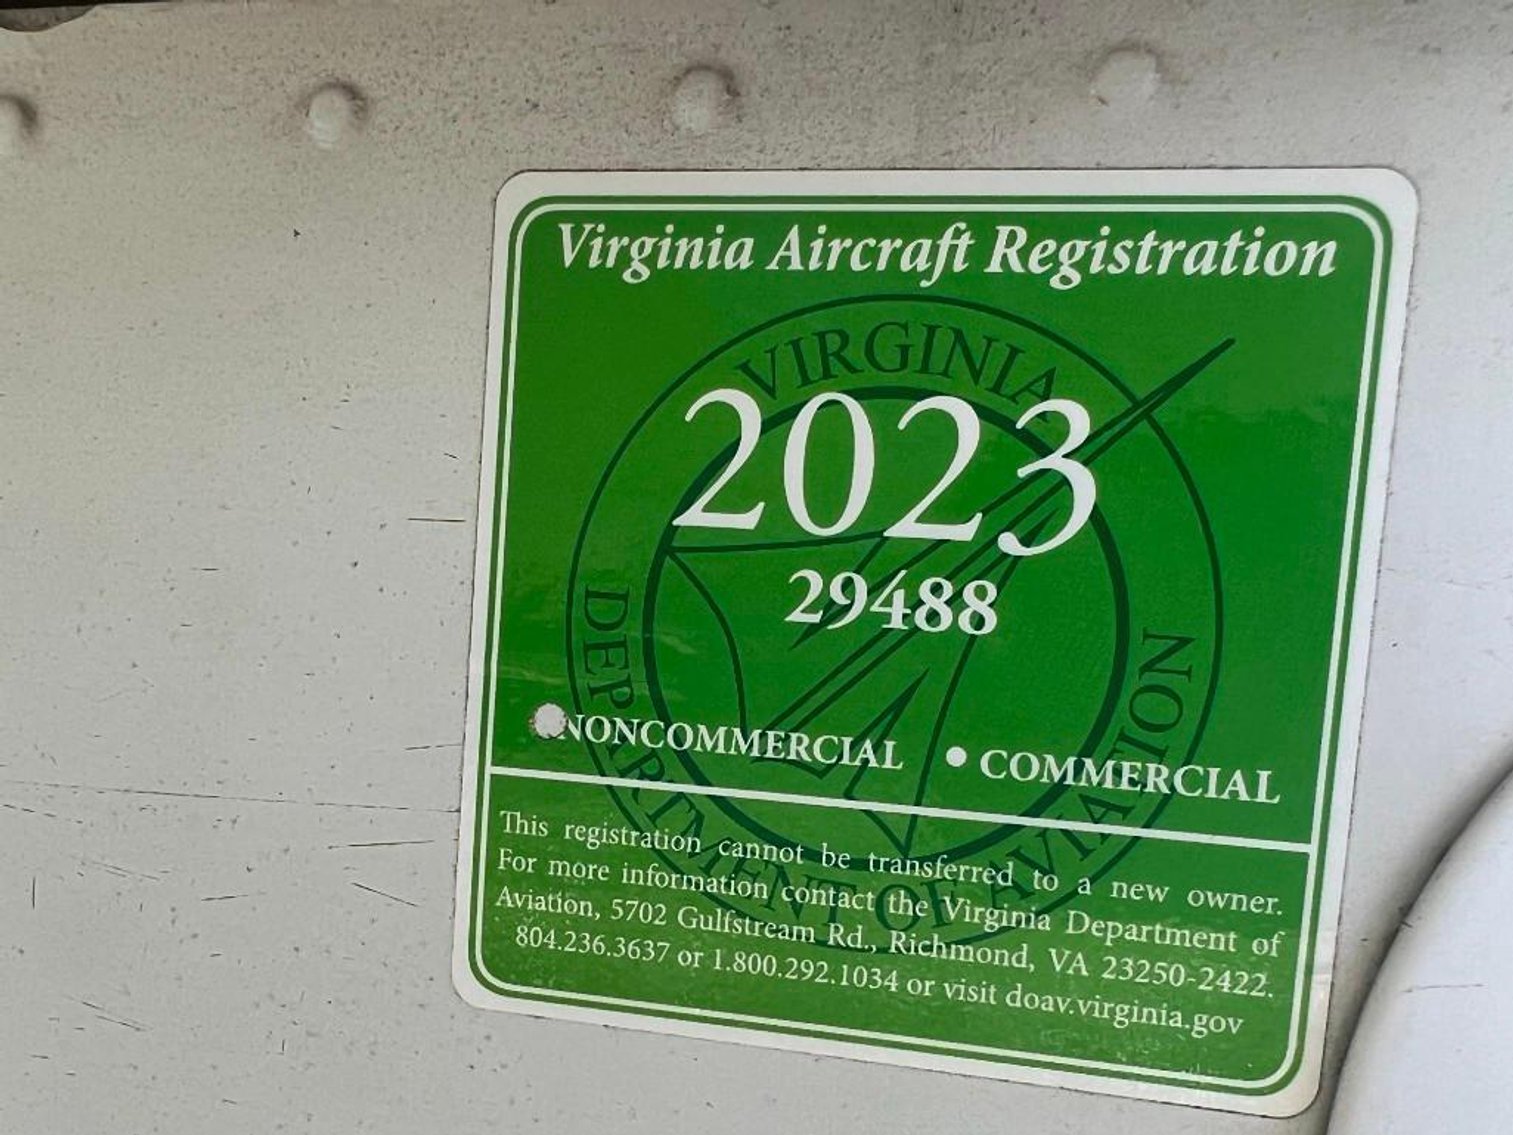 Virginia Aircraft Registration
VIRGINIA
2023
29488
DEPARTMENT OF AVIATION
NONCOMMERCIAL • COMMERCIAL
This registration cannot be transferred to a new owner.
For more information contact the Virginia Department of
Aviation, 5702 Gulfstream Rd., Richmond, VA 23250-2422.
804.236.3637 or 1.800.292.1034 or visit doav.virginia.gov